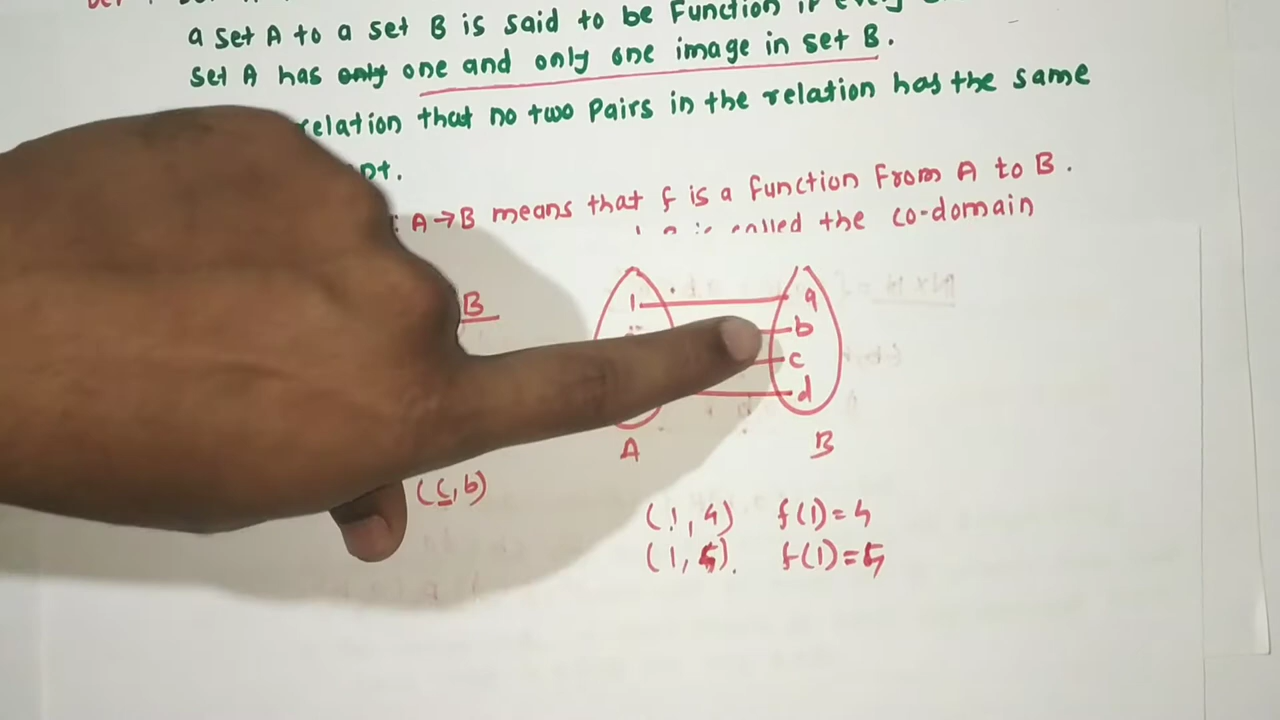 a set A to a set B is said to be Function if every
set A has only one and only one image in set B.
relation that no two Pairs in the relation has the same
: A→B means that f is a function From A to B.
called the co-domain
B
1 a
b
c
d
A B
(c,b)
(1,4) f(1)=4
(1,5). f(1)=5